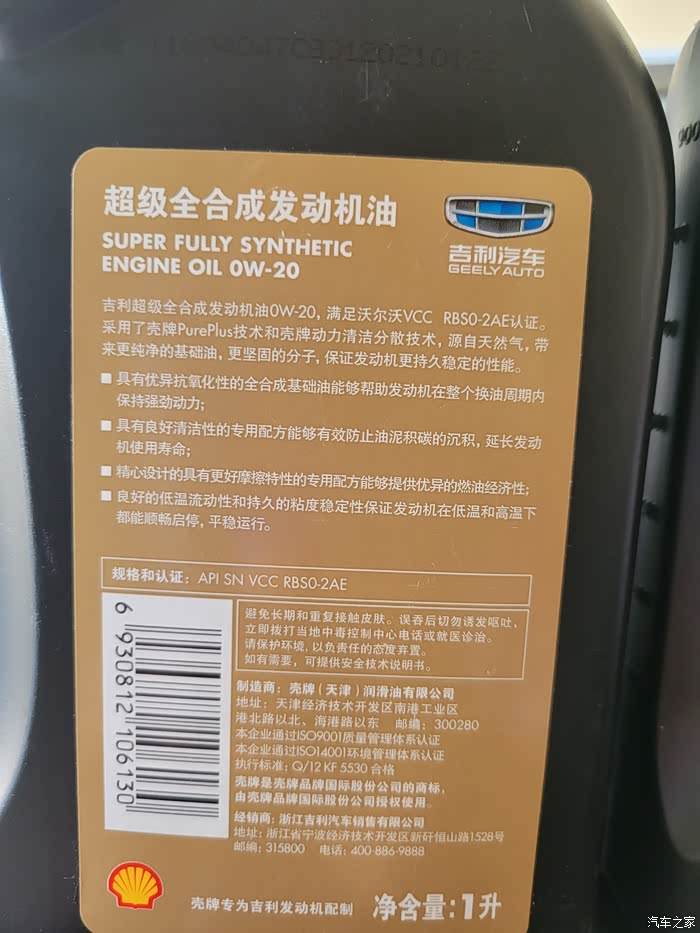 超级全合成发动机油
SUPER FULLY SYNTHETIC
ENGINE OIL 0W-20
吉利汽车
GEELY AUTO
吉利超级全合成发动机油0W-20，满足沃尔沃VCC RBS0-2AE认证。
采用了壳牌PurePlus技术和壳牌动力清洁分散技术，源自天然气，带
来更纯净的基础油，更坚固的分子，保证发动机更持久稳定的性能。
■ 具有优异抗氧化性的全合成基础油能够帮助发动机在整个换油周期内
保持强劲动力；
■ 具有良好清洁性的专用配方能够有效防止油泥积碳的沉积，延长发动
机使用寿命；
■ 精心设计的具有更好摩擦特性的专用配方能够提供优异的燃油经济性；
■ 良好的低温流动性和持久的粘度稳定性保证发动机在低温和高温下
都能顺畅启停，平稳运行。
规格和认证：API SN VCC RBS0-2AE
避免长期和重复接触皮肤。误吞后切勿诱发呕吐，
立即拨打当地中毒控制中心电话或就医诊治。
请保护环境，以负责任的态度弃置。
如有需要，可提供安全技术说明书。
6 930812 106130
制造商：壳牌（天津）润滑油有限公司
地址：天津经济技术开发区南港工业区
港北路以北、海港路以东 邮编：300280
本企业通过ISO9001质量管理体系认证
本企业通过ISO14001环境管理体系认证
执行标准：Q/12 KF 5530 合格
壳牌是壳牌品牌国际股份公司的商标，
由壳牌品牌国际股份公司授权使用。
经销商：浙江吉利汽车销售有限公司
地址：浙江省宁波经济技术开发区新矸恒山路1528号
邮编：315800 电话：400-886-9888
壳牌专为吉利发动机配制
净含量：1升
900
汽车之家